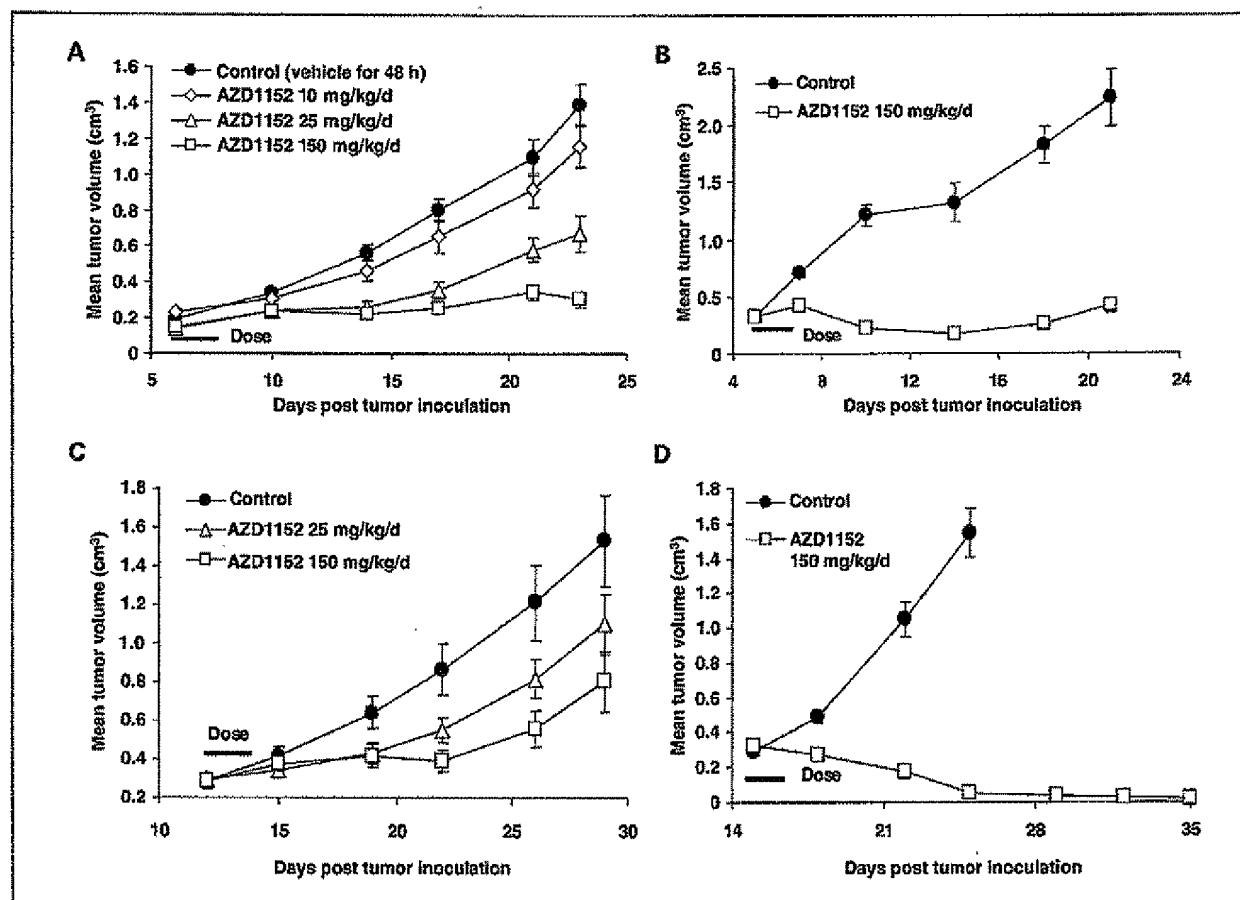 A
Mean tumor volume (cm³)
1.6
1.4
1.2
1.0
0.8
0.6
0.4
0.2
0
Control (vehicle for 48 h)
AZD1152 10 mg/kg/d
AZD1152 25 mg/kg/d
AZD1152 150 mg/kg/d
Dose
5 10 15 20 25
Days post tumor inoculation
B
Mean tumor volume (cm³)
2.5
2.0
1.5
1.0
0.5
0
Control
AZD1152 150 mg/kg/d
Dose
4 8 12 16 20 24
Days post tumor inoculation
C
Mean tumor volume (cm³)
1.8
1.6
1.4
1.2
1.0
0.8
0.6
0.4
0.2
Control
AZD1152 25 mg/kg/d
AZD1152 150 mg/kg/d
Dose
10 15 20 26 30
Days post tumor inoculation
D
Mean tumor volume (cm³)
1.8
1.6
1.4
1.2
1.0
0.8
0.6
0.4
0.2
0
Control
AZD1152
150 mg/kg/d
Dose
14 21 28 35
Days post tumor inoculation